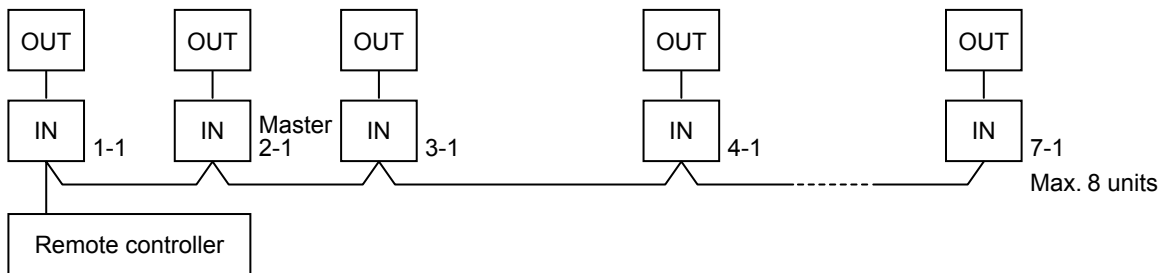 OUT OUT OUT OUT OUT
IN IN IN IN IN
Master
1-1 2-1 3-1 4-1 7-1
Max. 8 units
Remote controller